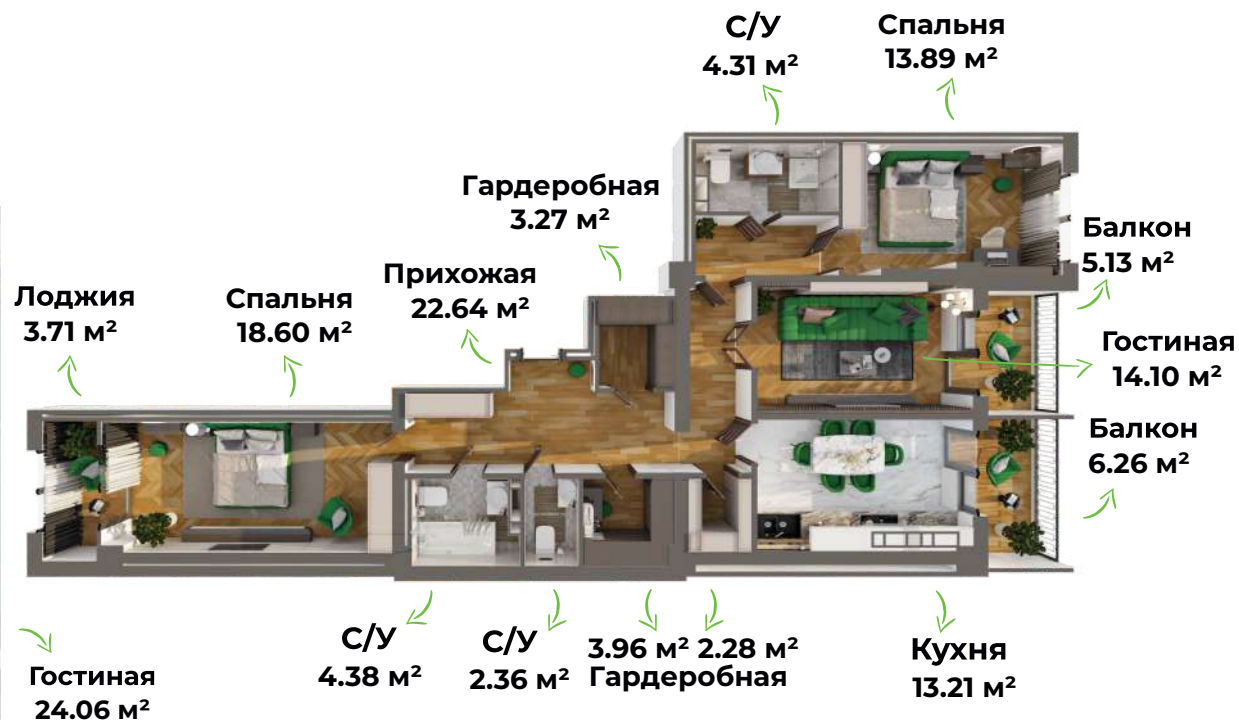 С/У
4.31 м²
Спальня
13.89 м²
Гардеробная
3.27 м²
Балкон
5.13 м²
Прихожая
22.64 м²
Лоджия
3.71 м²
Спальня
18.60 м²
Гостиная
14.10 м²
Балкон
6.26 м²
С/У
4.38 м²
С/У
2.36 м²
3.96 м² 2.28 м²
Гардеробная
Кухня
13.21 м²
Гостиная
24.06 м²